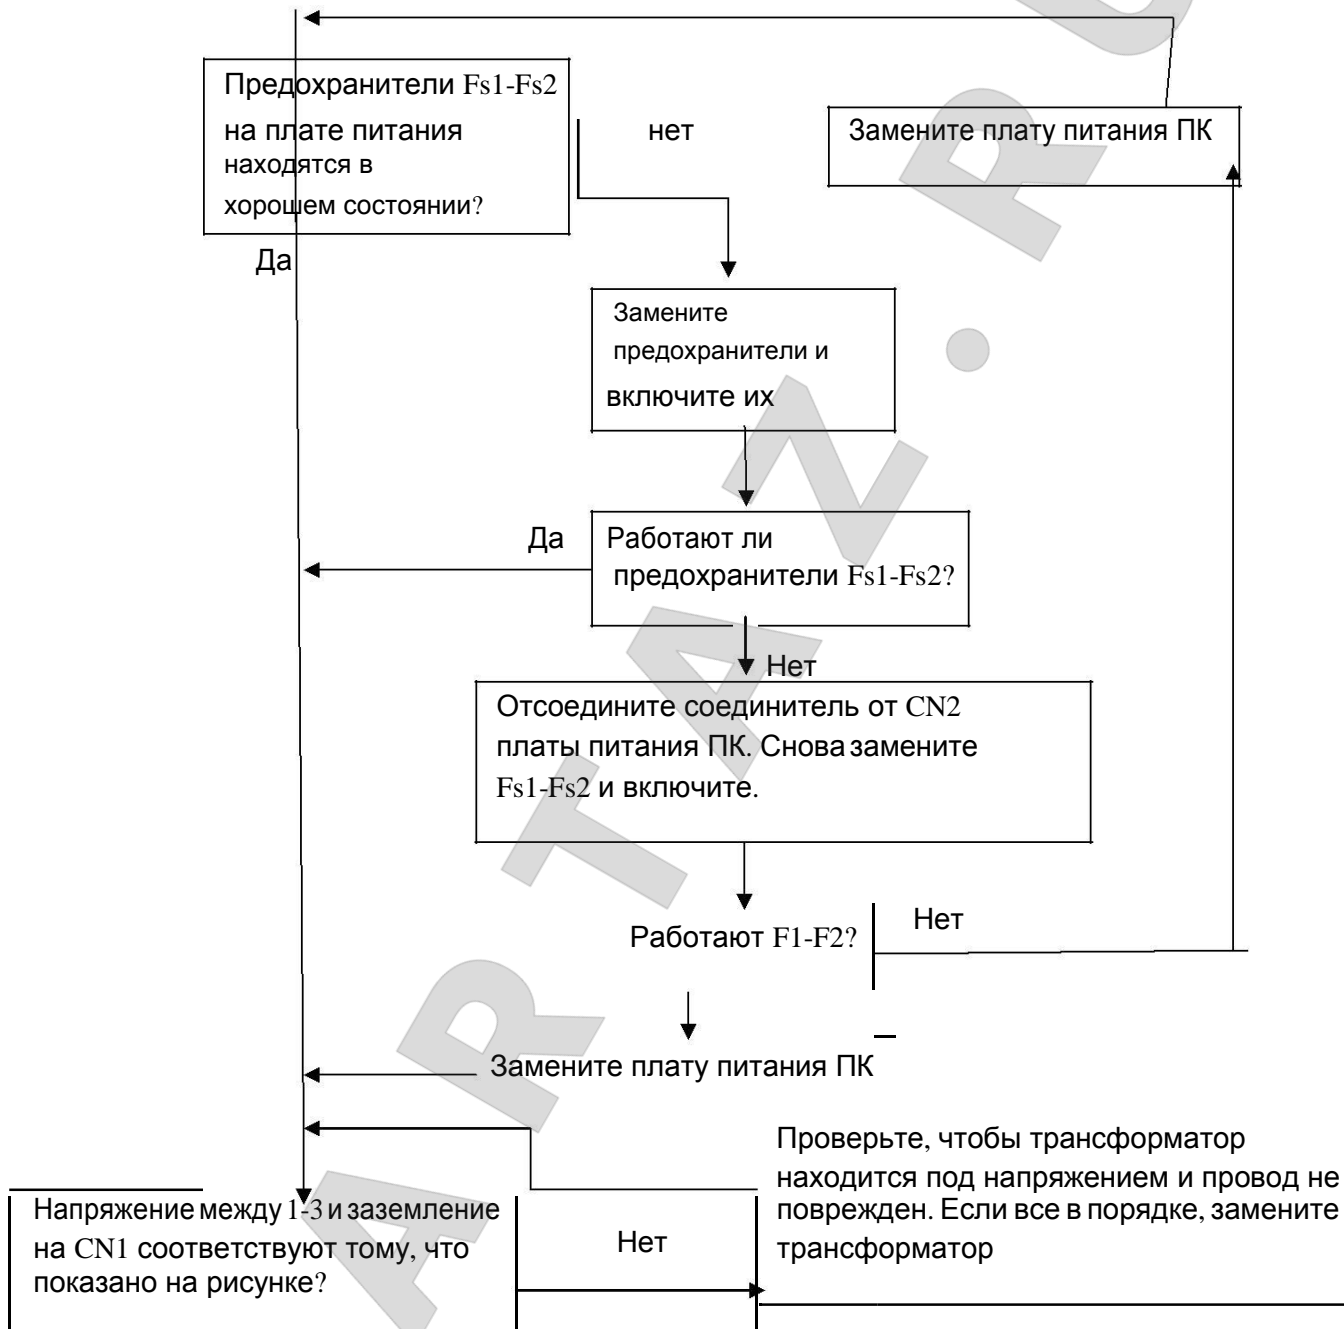 Предохранители Fs1-Fs2
на плате питания
находятся в
хорошем состоянии?
нет
Замените плату питания ПК
Да
Замените
предохранители и
включите их
Да
Работают ли
предохранители Fs1-Fs2?
Нет
Отсоедините соединитель от CN2
платы питания ПК. Снова замените
Fs1-Fs2 и включите.
Работают F1-F2?
Нет
Замените плату питания ПК
Проверьте, чтобы трансформатор
находится под напряжением и провод не
поврежден. Если все в порядке, замените
трансформатор
Напряжение между 1-3 и заземление
на CN1 соответствуют тому, что
показано на рисунке?
Нет
ARTAZ.RU